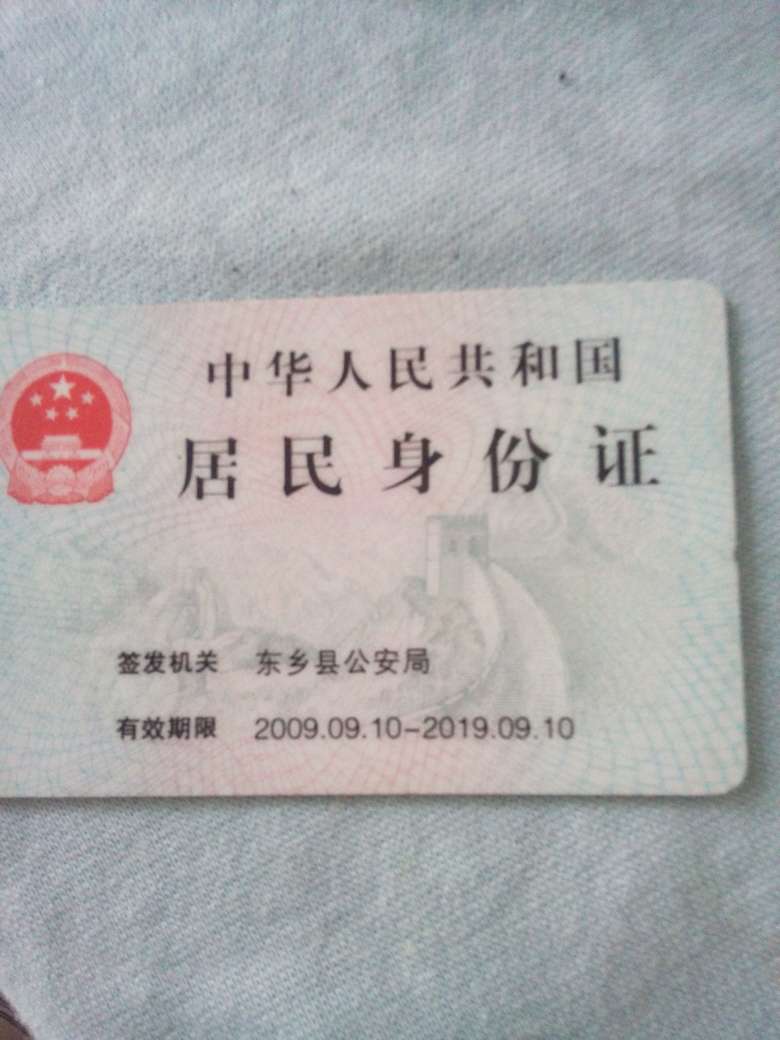 中华人民共和国
居民身份证
签发机关 东乡县公安局
有效期限 2009.09.10-2019.09.10